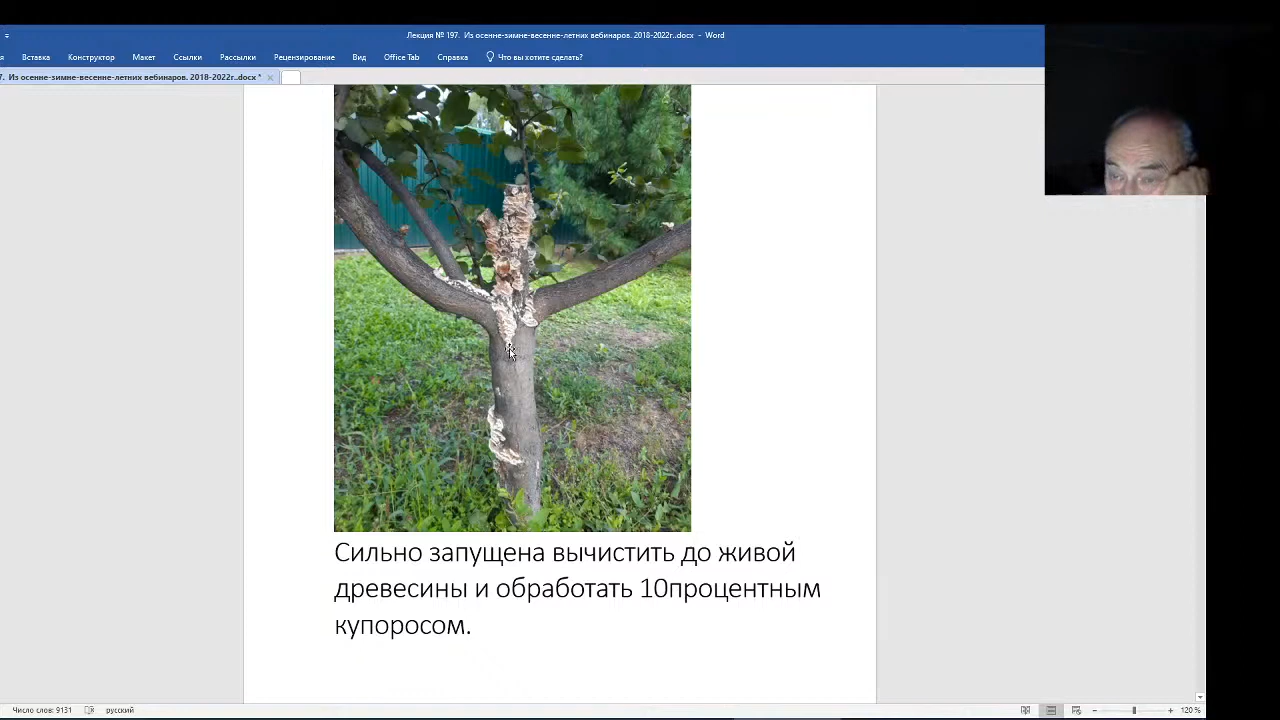 Лекция № 197. Из осенне-зимне-весенне-летних вебинаров. 2018-2022г..docx - Word
Вставка Конструктор Макет Ссылки Рассылки Рецензирование Вид Office Tab Справка Что вы хотите сделать?
7. Из осенне-зимне-весенне-летних вебинаров. 2018-2022г..docx *
Сильно запущена вычистить до живой
древесины и обработать 10процентным
купоросом.
Число слов: 9131 русский 120 %